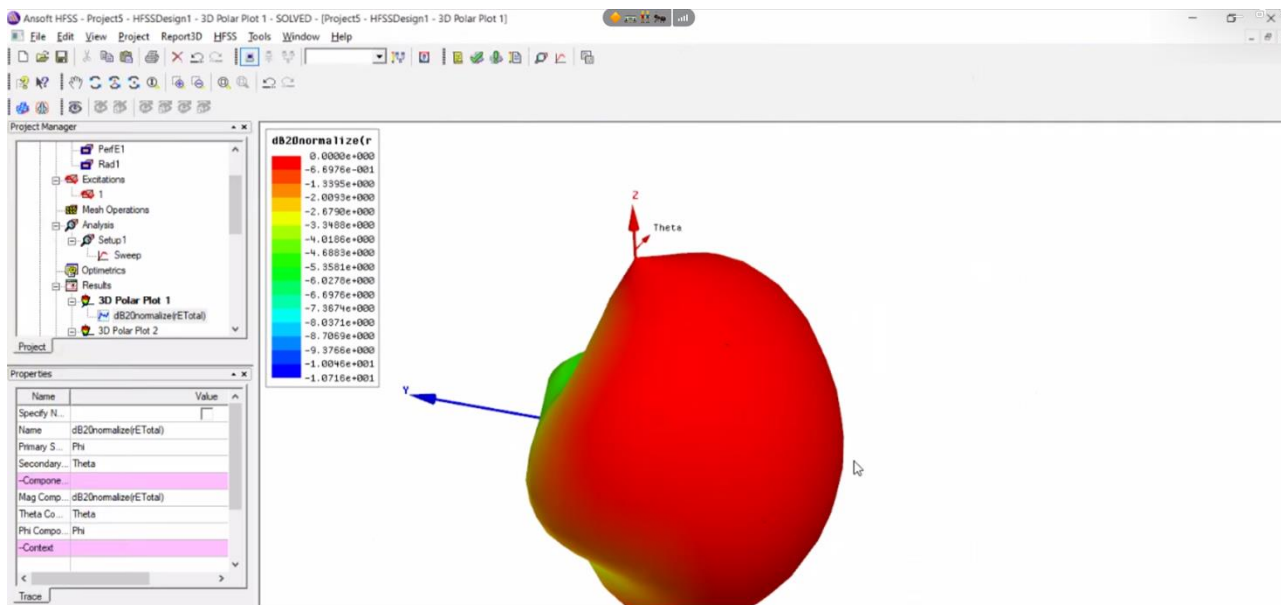 Ansoft HFSS - Project5 - HFSSDesign1 - 3D Polar Plot 1 - SOLVED - [Project5 - HFSSDesign1 - 3D Polar Plot 1]
File Edit View Project Report3D HFSS Tools Window Help
Project Manager
PerfE1
Rad1
Excitations
1
Mesh Operations
Analysis
Setup1
Sweep
Optimetrics
Results
3D Polar Plot 1
dB20normalize(rETotal)
3D Polar Plot 2
Project
Properties
Name Value
Specify N...
Name dB20normalize(rETotal)
Primary S... Phi
Secondary... Theta
-Compone...
Mag Comp... dB20normalize(rETotal)
Theta Co... Theta
Phi Compo... Phi
-Context
Trace
dB20normalize(r
0.0000e+000
-6.6976e-001
-1.3395e+000
-2.0093e+000
-2.6790e+000
-3.3488e+000
-4.0186e+000
-4.6883e+000
-5.3581e+000
-6.0278e+000
-6.6976e+000
-7.3674e+000
-8.0371e+000
-8.7069e+000
-9.3766e+000
-1.0046e+001
-1.0716e+001
Z
Theta
Y